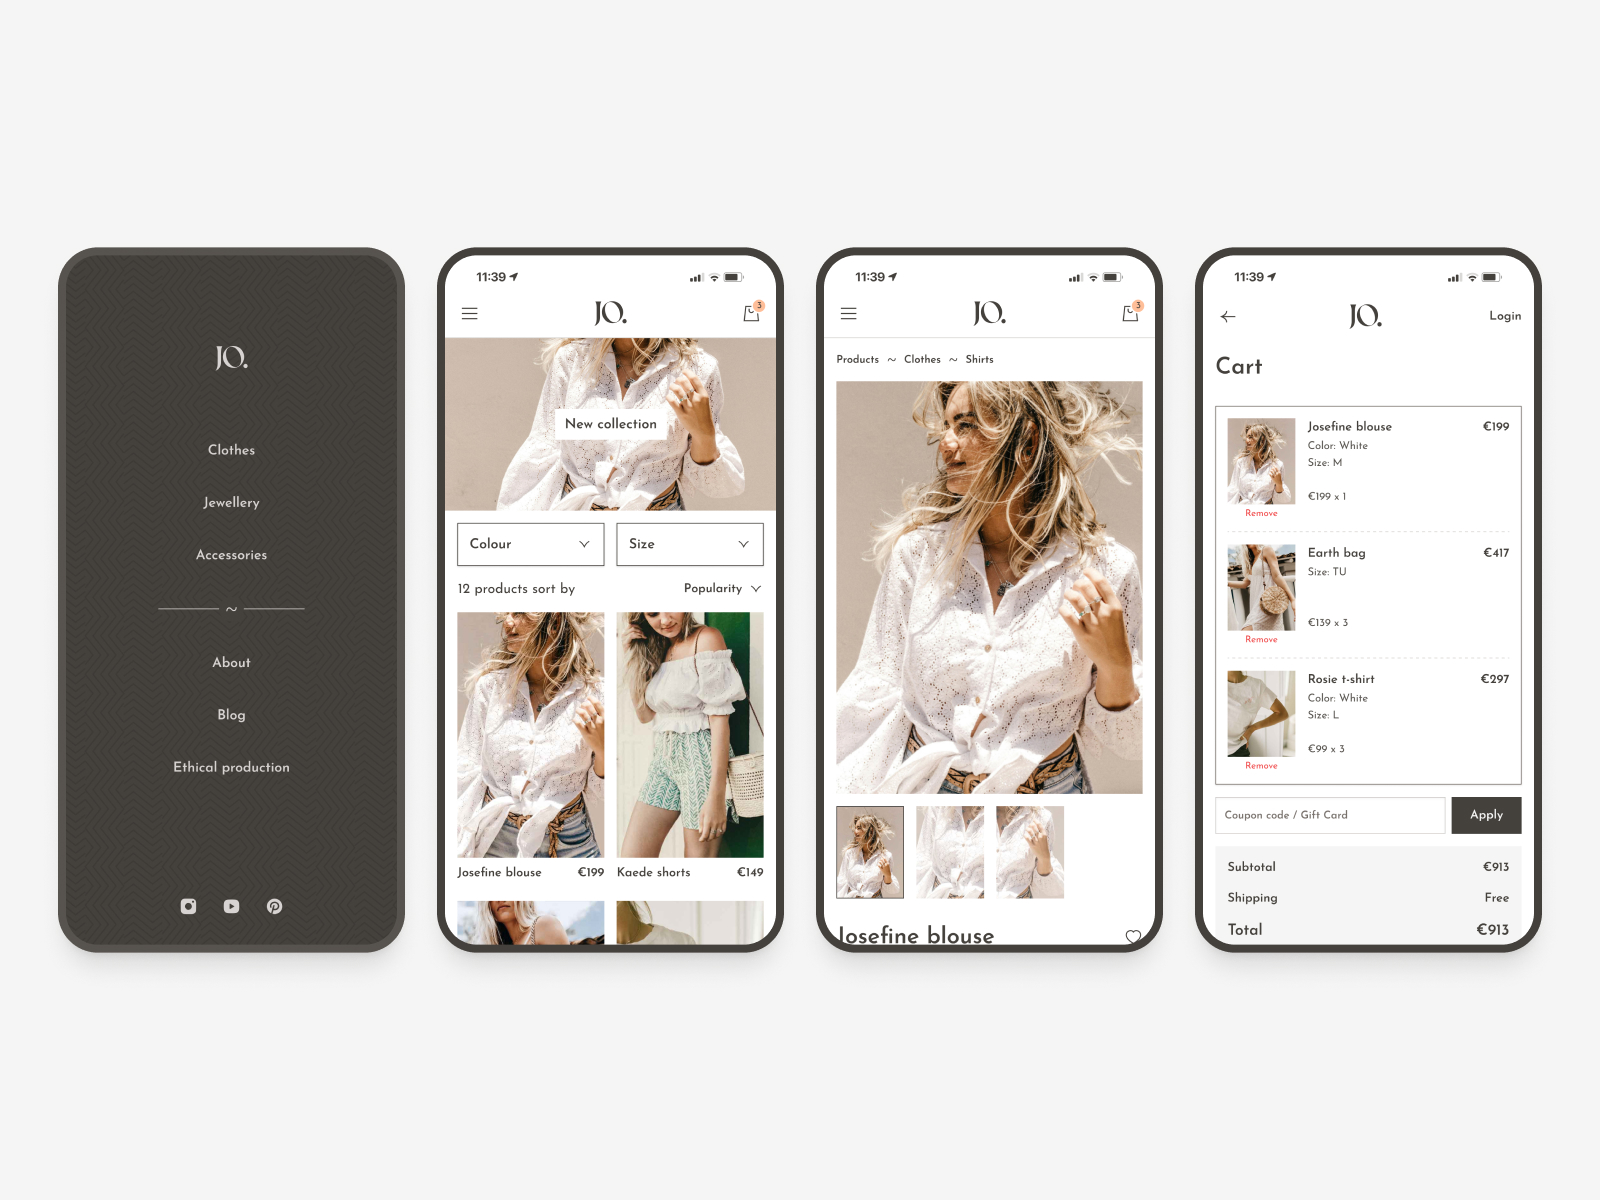 JO.
Clothes
Jewellery
Accessories
~
About
Blog
Ethical production
11:39
JO.
3
New collection
Colour
Size
12 products sort by
Popularity
Josefine blouse €199
Kaede shorts €149
11:39
JO.
3
Products ~ Clothes ~ Shirts
Josefine blouse
11:39
JO.
Login
Cart
Josefine blouse €199
Color: White
Size: M
€199 x 1
Remove
Earth bag €417
Size: TU
€139 x 3
Remove
Rosie t-shirt €297
Color: White
Size: L
€99 x 3
Remove
Coupon code / Gift Card
Apply
Subtotal €913
Shipping Free
Total €913